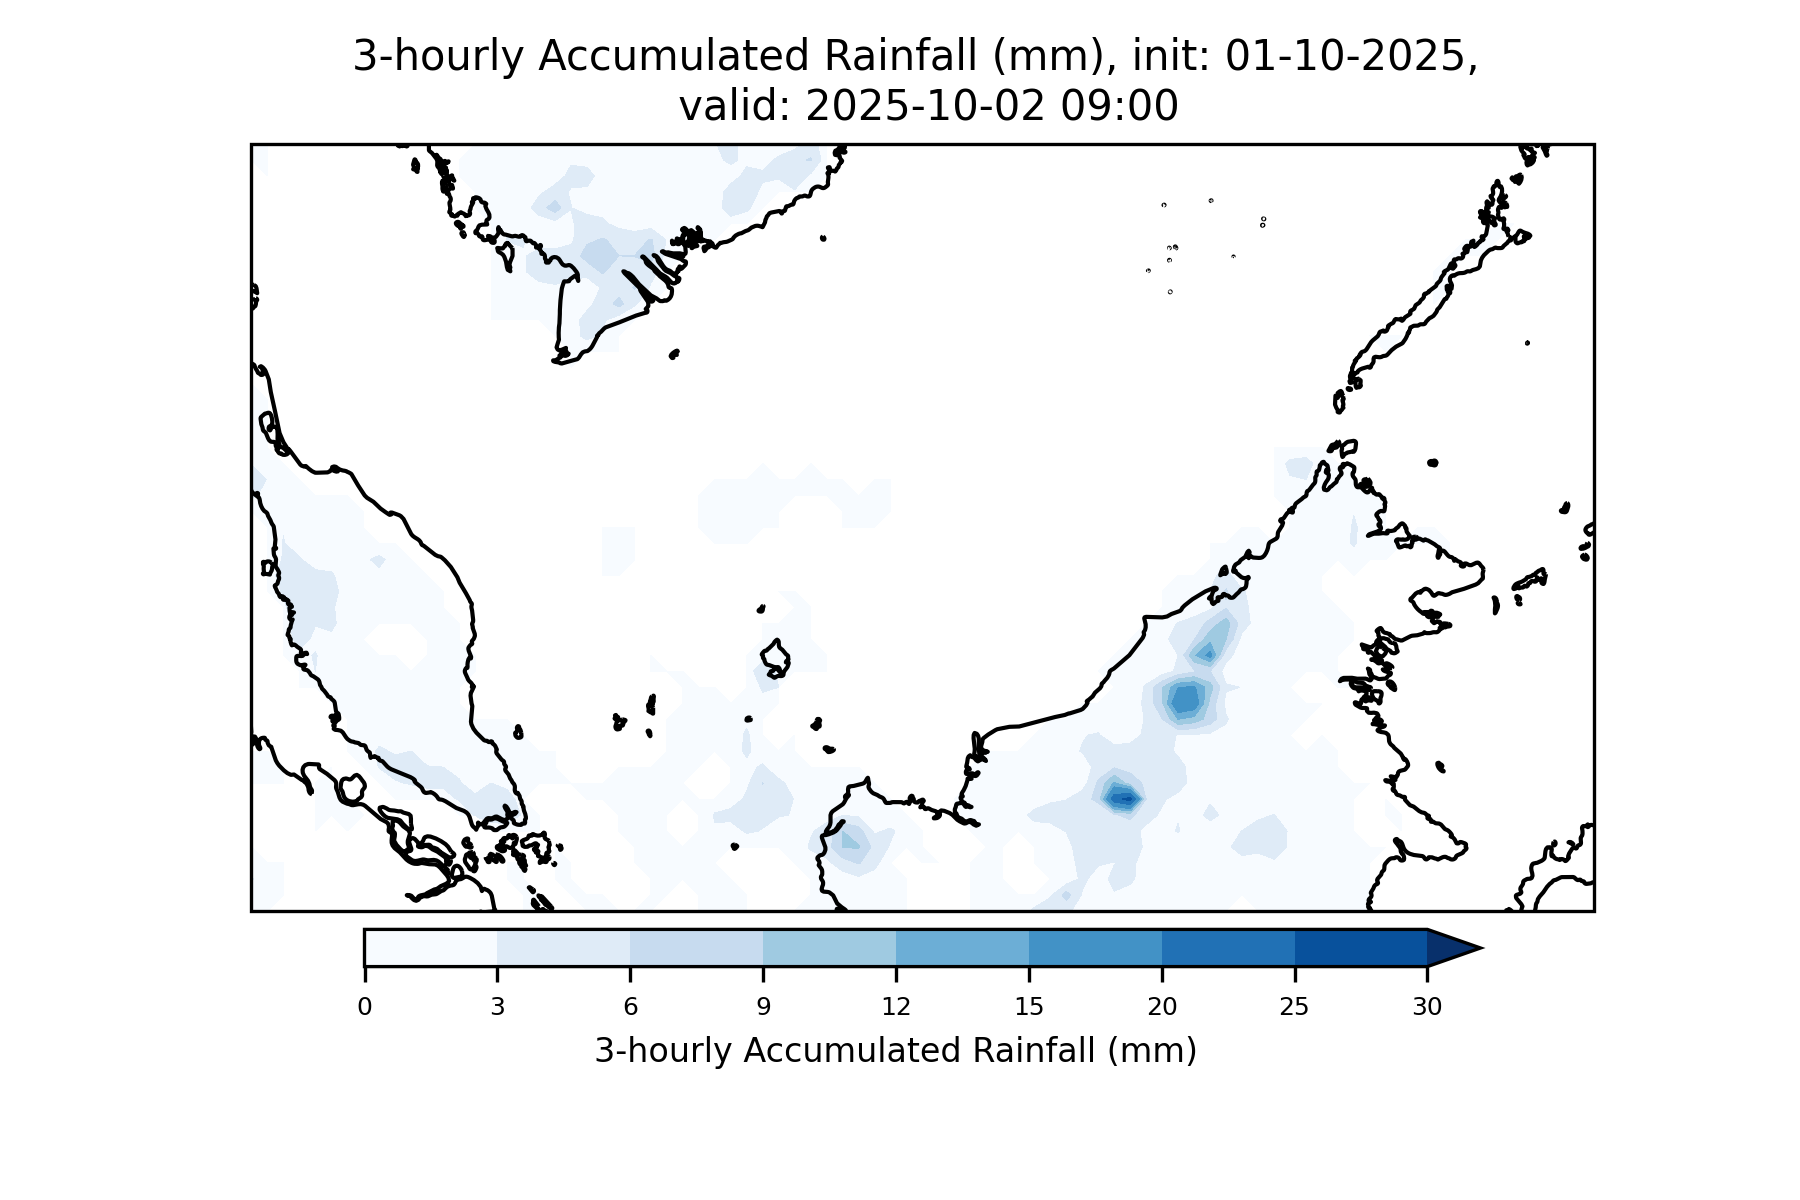 3-hourly Accumulated Rainfall (mm), init: 01-10-2025,
valid: 2025-10-02 09:00
0 3 6 9 12 15 20 25 30
3-hourly Accumulated Rainfall (mm)